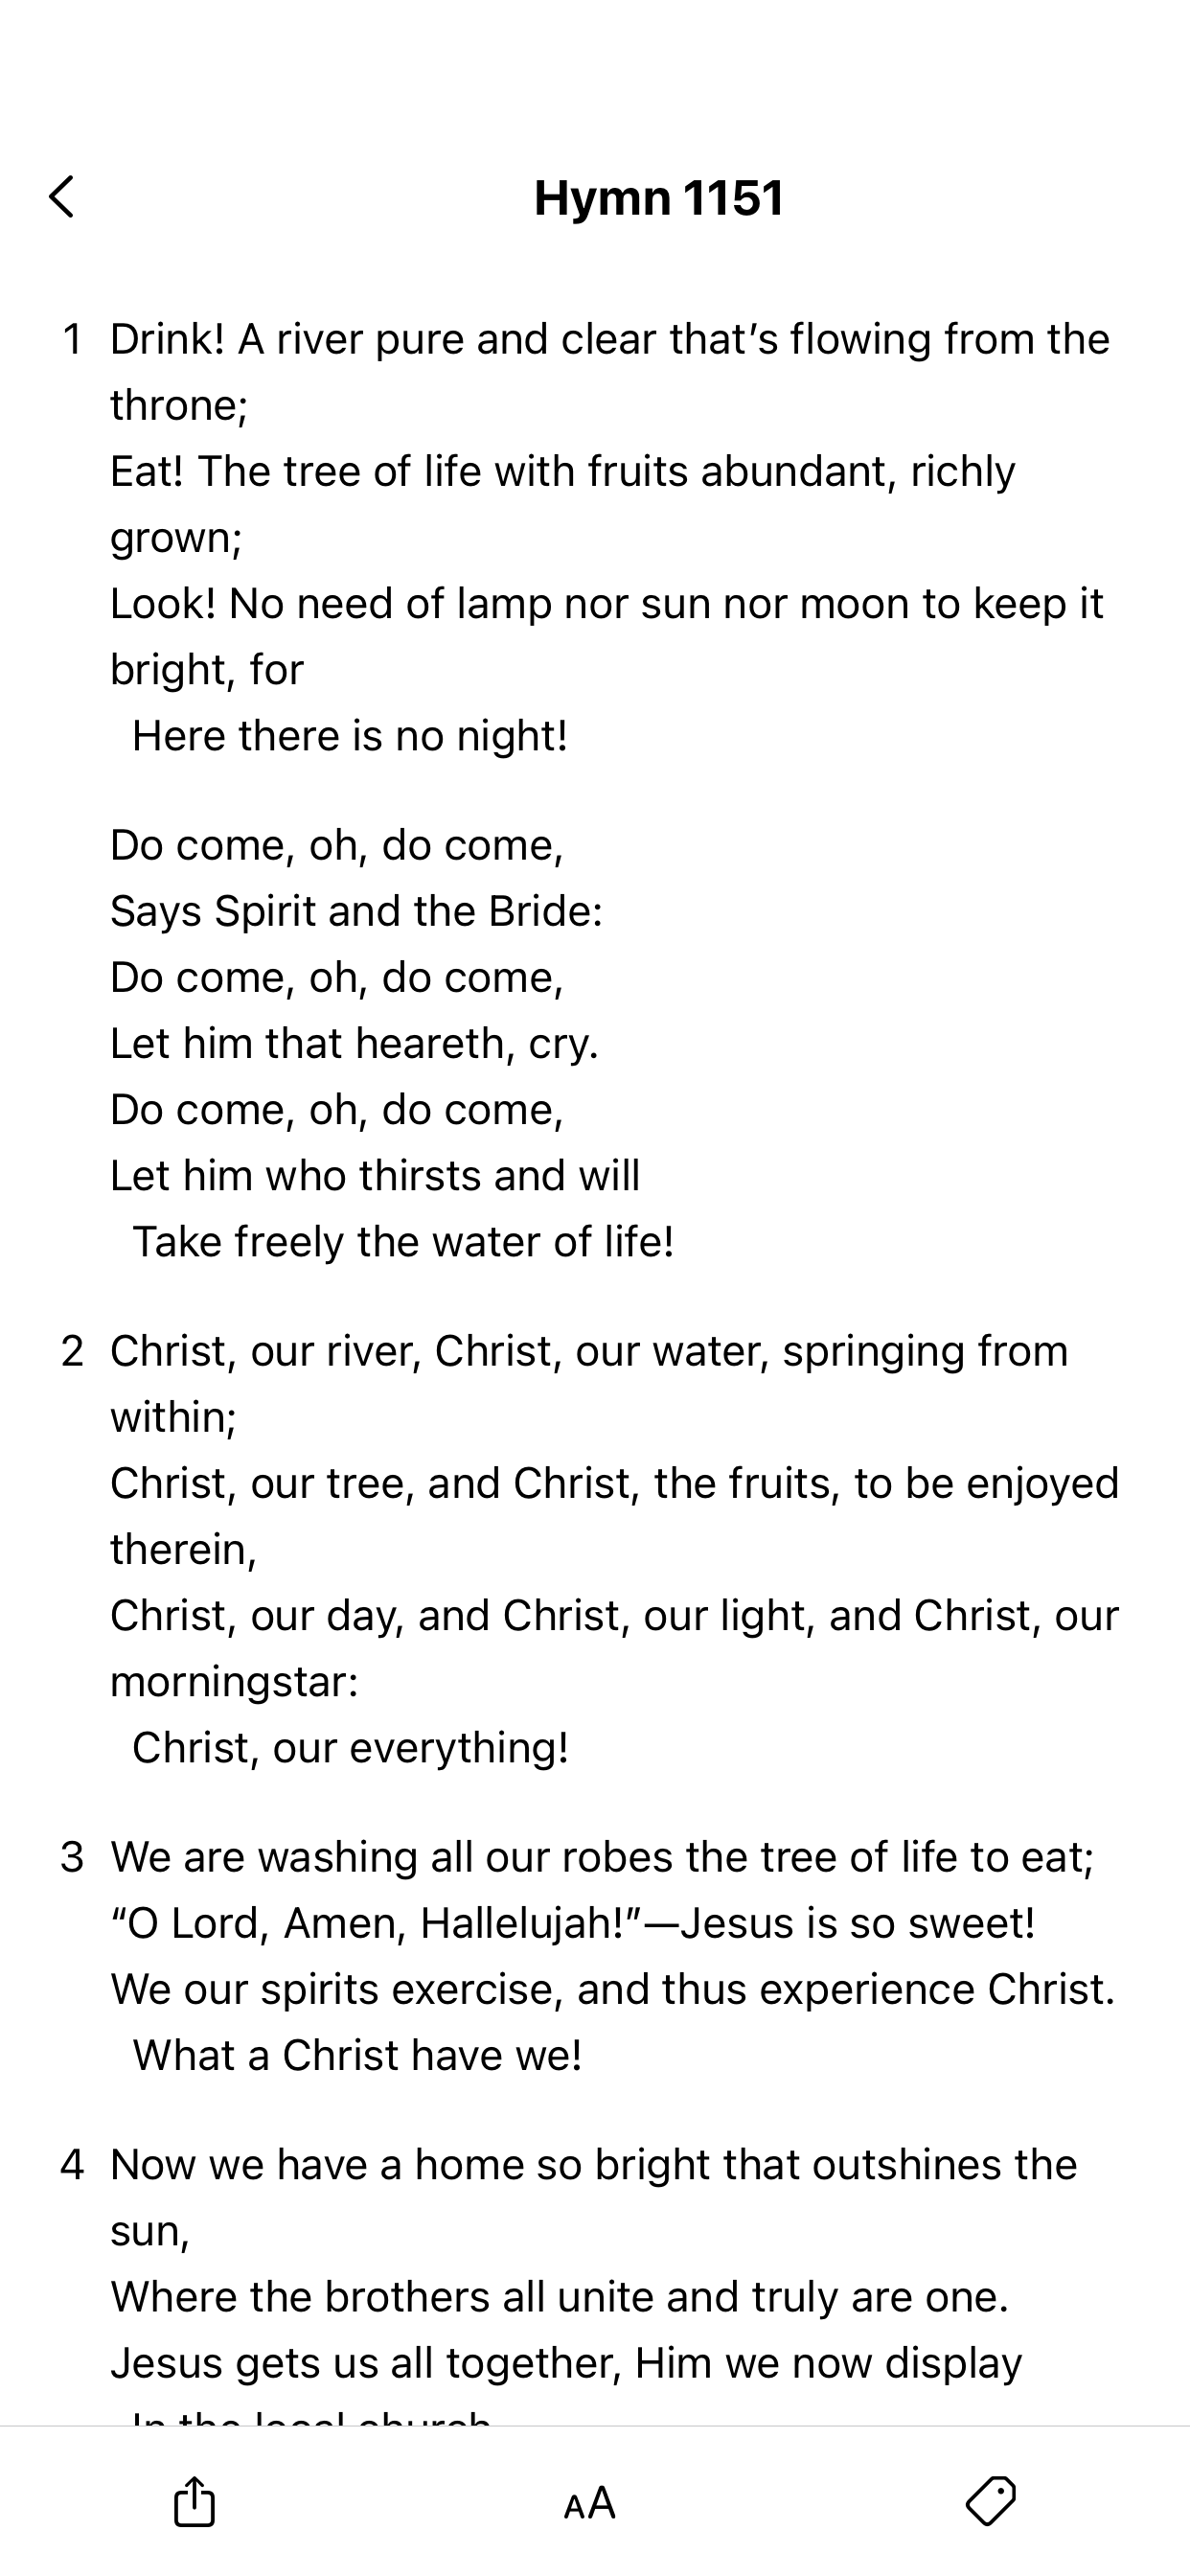 Hymn 1151
1 Drink! A river pure and clear that’s flowing from the
throne;
Eat! The tree of life with fruits abundant, richly
grown;
Look! No need of lamp nor sun nor moon to keep it
bright, for
Here there is no night!
Do come, oh, do come,
Says Spirit and the Bride:
Do come, oh, do come,
Let him that heareth, cry.
Do come, oh, do come,
Let him who thirsts and will
Take freely the water of life!
2 Christ, our river, Christ, our water, springing from
within;
Christ, our tree, and Christ, the fruits, to be enjoyed
therein,
Christ, our day, and Christ, our light, and Christ, our
morningstar:
Christ, our everything!
3 We are washing all our robes the tree of life to eat;
“O Lord, Amen, Hallelujah!”—Jesus is so sweet!
We our spirits exercise, and thus experience Christ.
What a Christ have we!
4 Now we have a home so bright that outshines the
sun,
Where the brothers all unite and truly are one.
Jesus gets us all together, Him we now display
In the local church
AA